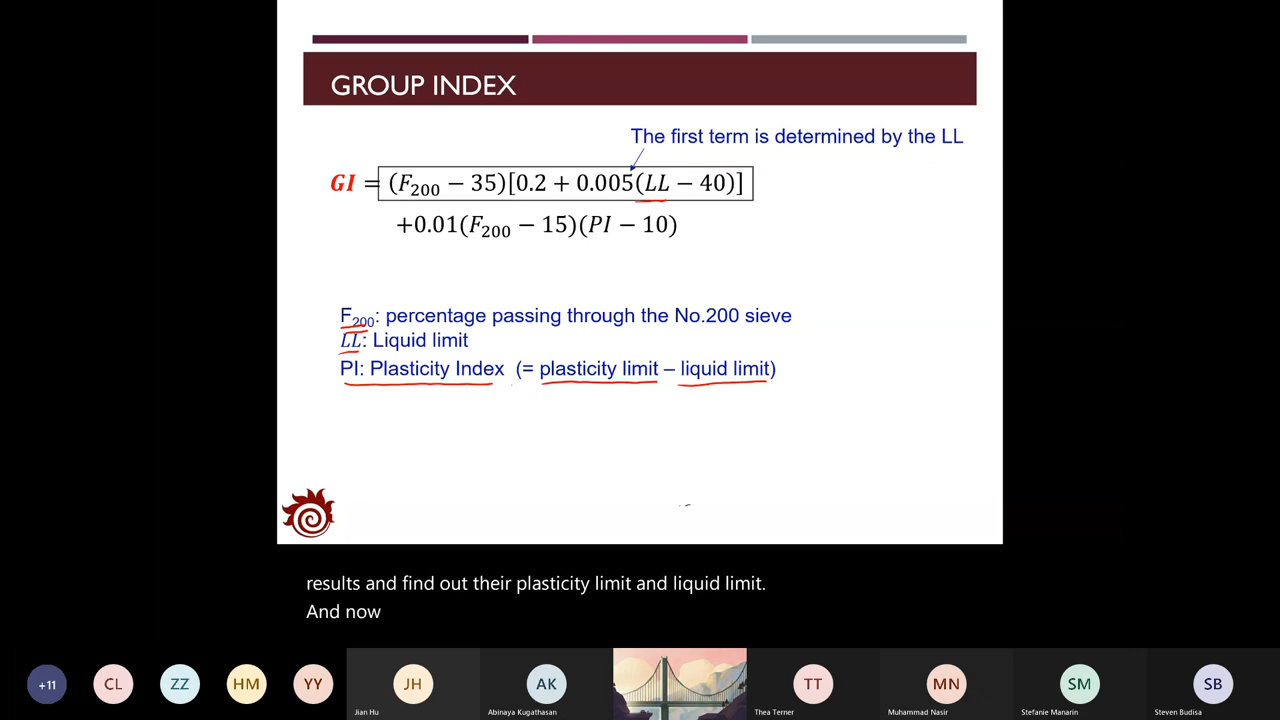 GROUP INDEX
The first term is determined by the LL
GI = (F₂₀₀ − 35)[0.2 + 0.005(LL − 40)]
+0.01(F₂₀₀ − 15)(PI − 10)
F₂₀₀: percentage passing through the No.200 sieve
LL: Liquid limit
PI: Plasticity Index (= plasticity limit – liquid limit)
results and find out their plasticity limit and liquid limit.
And now
+11 CL ZZ HM YY JH AK TT MN SM SB
Jian Hu Abinaya Kugathasan Thea Terner Muhammad Nasir Stefanie Manarin Steven Budisa